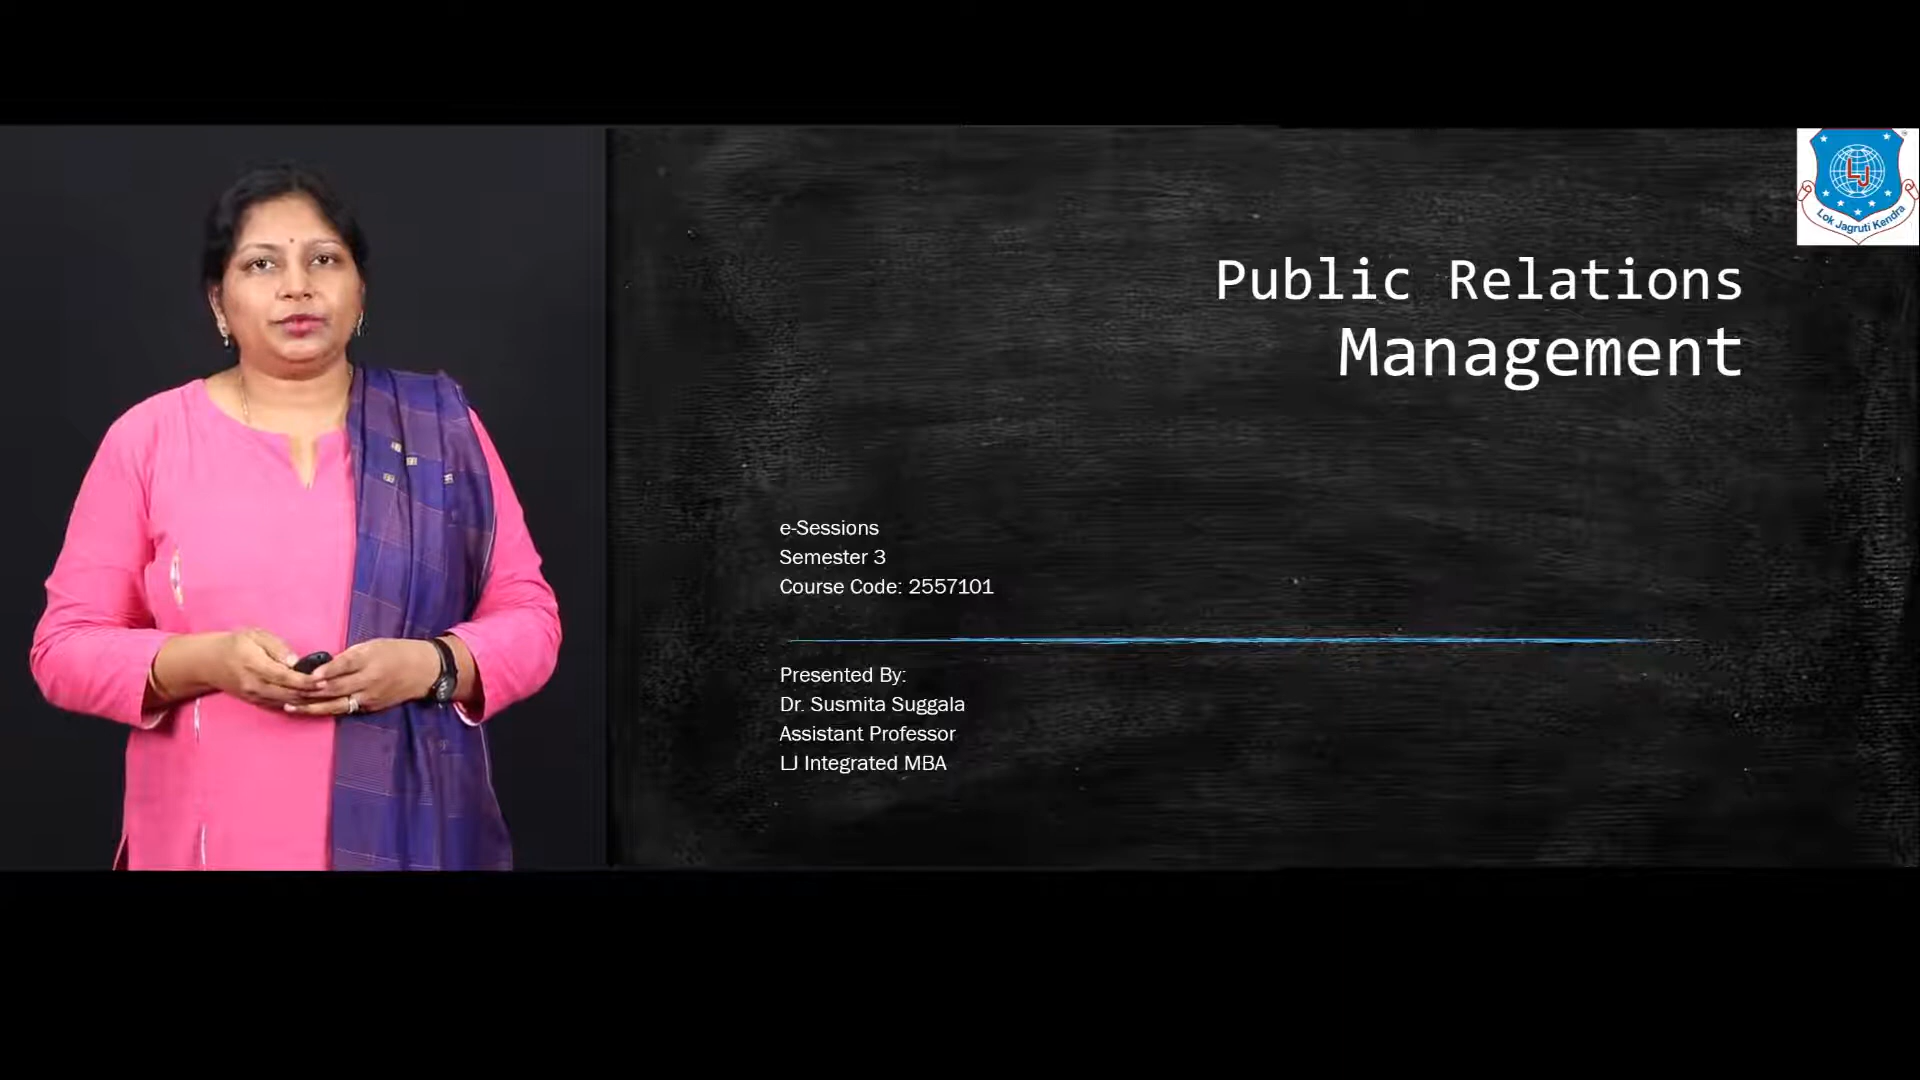 LJ
Lok Jagruti Kendra
Public Relations
Management
e-Sessions
Semester 3
Course Code: 2557101
Presented By:
Dr. Susmita Suggala
Assistant Professor
LJ Integrated MBA